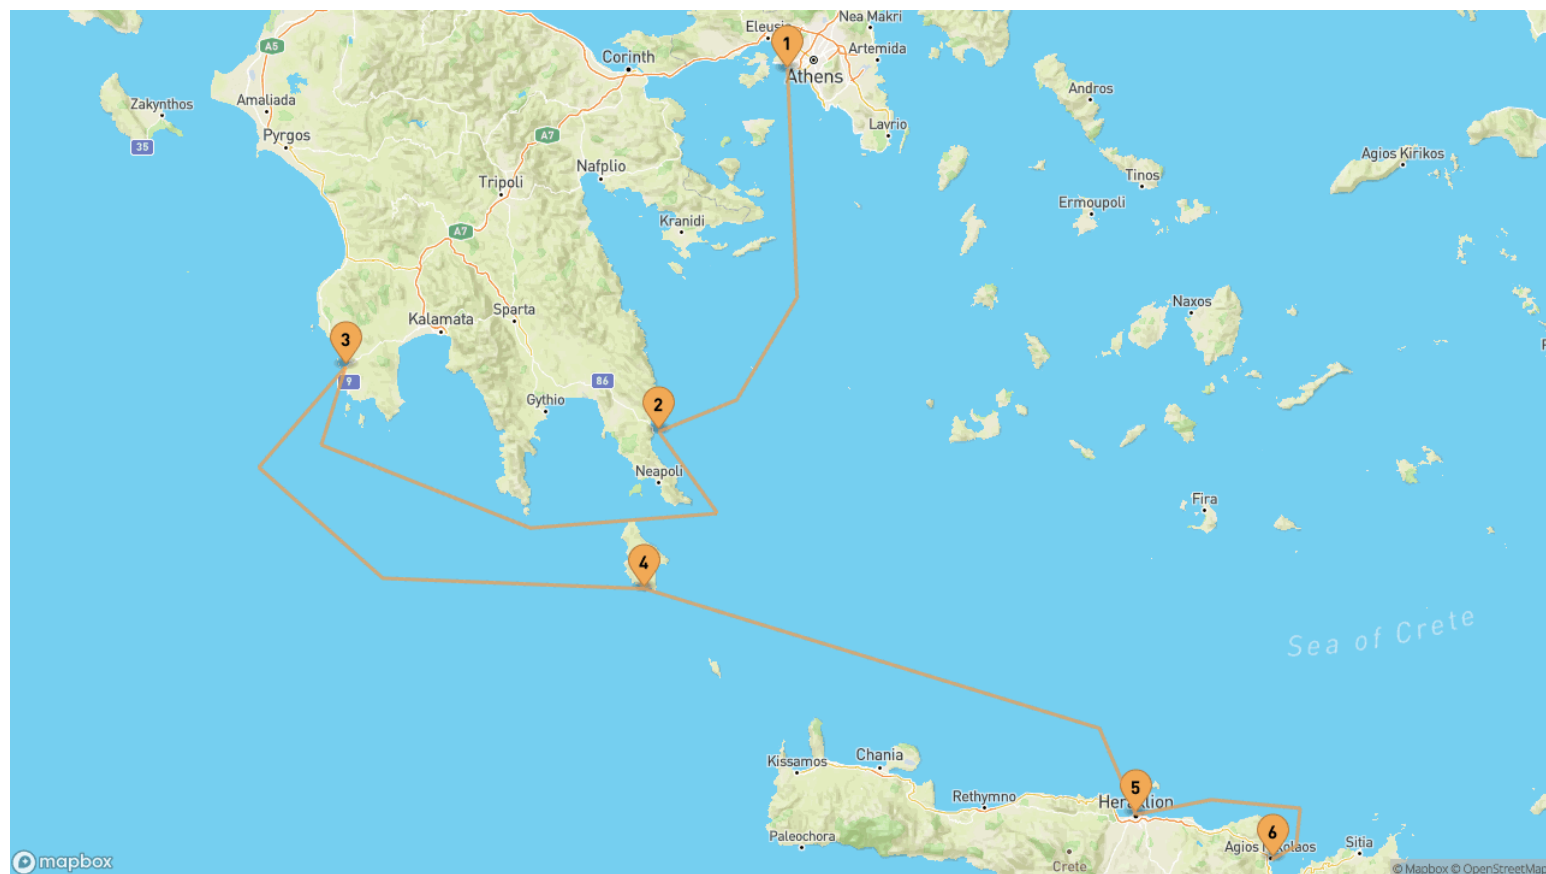 Eleusis
Nea Makri
A5
1
Corinth
Artemida
Athens
Zakynthos
Amaliada
Andros
35
Pyrgos
A7
Lavrio
Nafplio
Agios Kirikos
Tripoli
Tinos
Ermoupoli
Kranidi
A7
Naxos
Sparta
Kalamata
3
9
86
Gythio
2
Neapoli
Fira
4
Sea of Crete
Chania
Kissamos
5
Rethymno
Heraklion
6
Paleochora
Agios Nikolaos
Sitia
Crete
mapbox
© Mapbox © OpenStreetMap